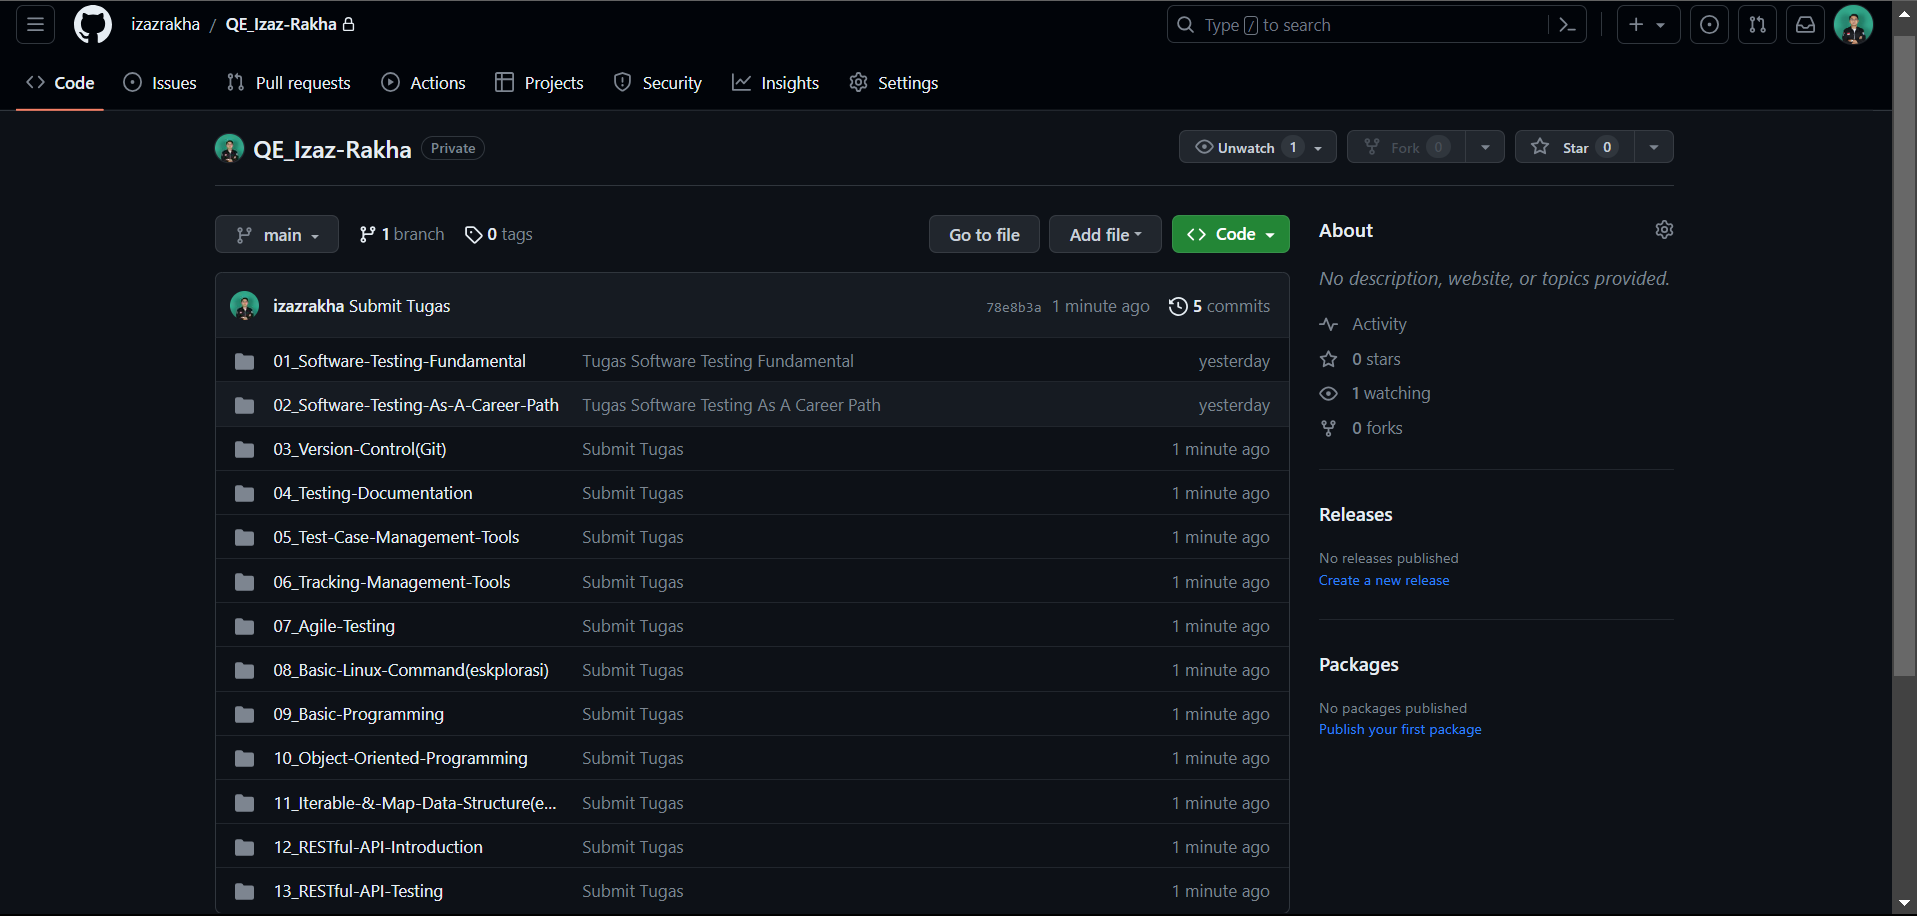 izazrakha / QE_Izaz-Rakha
Type / to search
Code Issues Pull requests Actions Projects Security Insights Settings
QE_Izaz-Rakha Private
Unwatch 1 Fork 0 Star 0
main 1 branch 0 tags Go to file Add file Code
izazrakha Submit Tugas 78e8b3a 1 minute ago 5 commits
01_Software-Testing-Fundamental Tugas Software Testing Fundamental yesterday
02_Software-Testing-As-A-Career-Path Tugas Software Testing As A Career Path yesterday
03_Version-Control(Git) Submit Tugas 1 minute ago
04_Testing-Documentation Submit Tugas 1 minute ago
05_Test-Case-Management-Tools Submit Tugas 1 minute ago
06_Tracking-Management-Tools Submit Tugas 1 minute ago
07_Agile-Testing Submit Tugas 1 minute ago
08_Basic-Linux-Command(eskplorasi) Submit Tugas 1 minute ago
09_Basic-Programming Submit Tugas 1 minute ago
10_Object-Oriented-Programming Submit Tugas 1 minute ago
11_Iterable-&-Map-Data-Structure(e... Submit Tugas 1 minute ago
12_RESTful-API-Introduction Submit Tugas 1 minute ago
13_RESTful-API-Testing Submit Tugas 1 minute ago
About
No description, website, or topics provided.
Activity
0 stars
1 watching
0 forks
Releases
No releases published
Create a new release
Packages
No packages published
Publish your first package